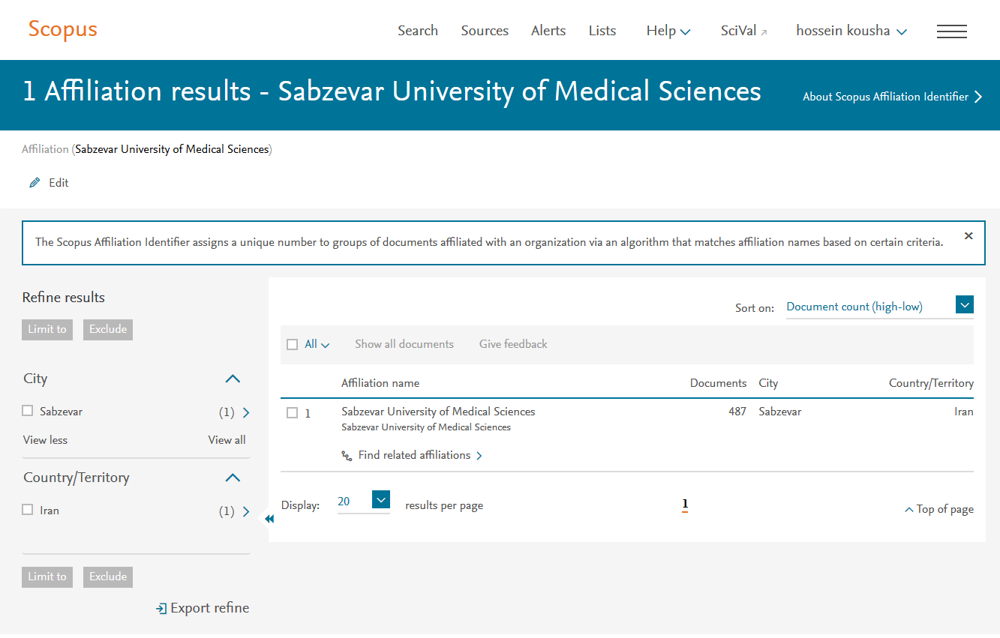 Scopus
Search Sources Alerts Lists Help SciVal hossein kousha
1 Affiliation results - Sabzevar University of Medical Sciences
About Scopus Affiliation Identifier
Affiliation (Sabzevar University of Medical Sciences)
Edit
The Scopus Affiliation Identifier assigns a unique number to groups of documents affiliated with an organization via an algorithm that matches affiliation names based on certain criteria.
Refine results
Limit to Exclude
City
Sabzevar (1)
View less View all
Country/Territory
Iran (1)
Limit to Exclude
Export refine
Sort on: Document count (high-low)
All Show all documents Give feedback
Affiliation name Documents City Country/Territory
1 Sabzevar University of Medical Sciences 487 Sabzevar Iran
Sabzevar University of Medical Sciences
Find related affiliations
Display: 20 results per page 1 Top of page